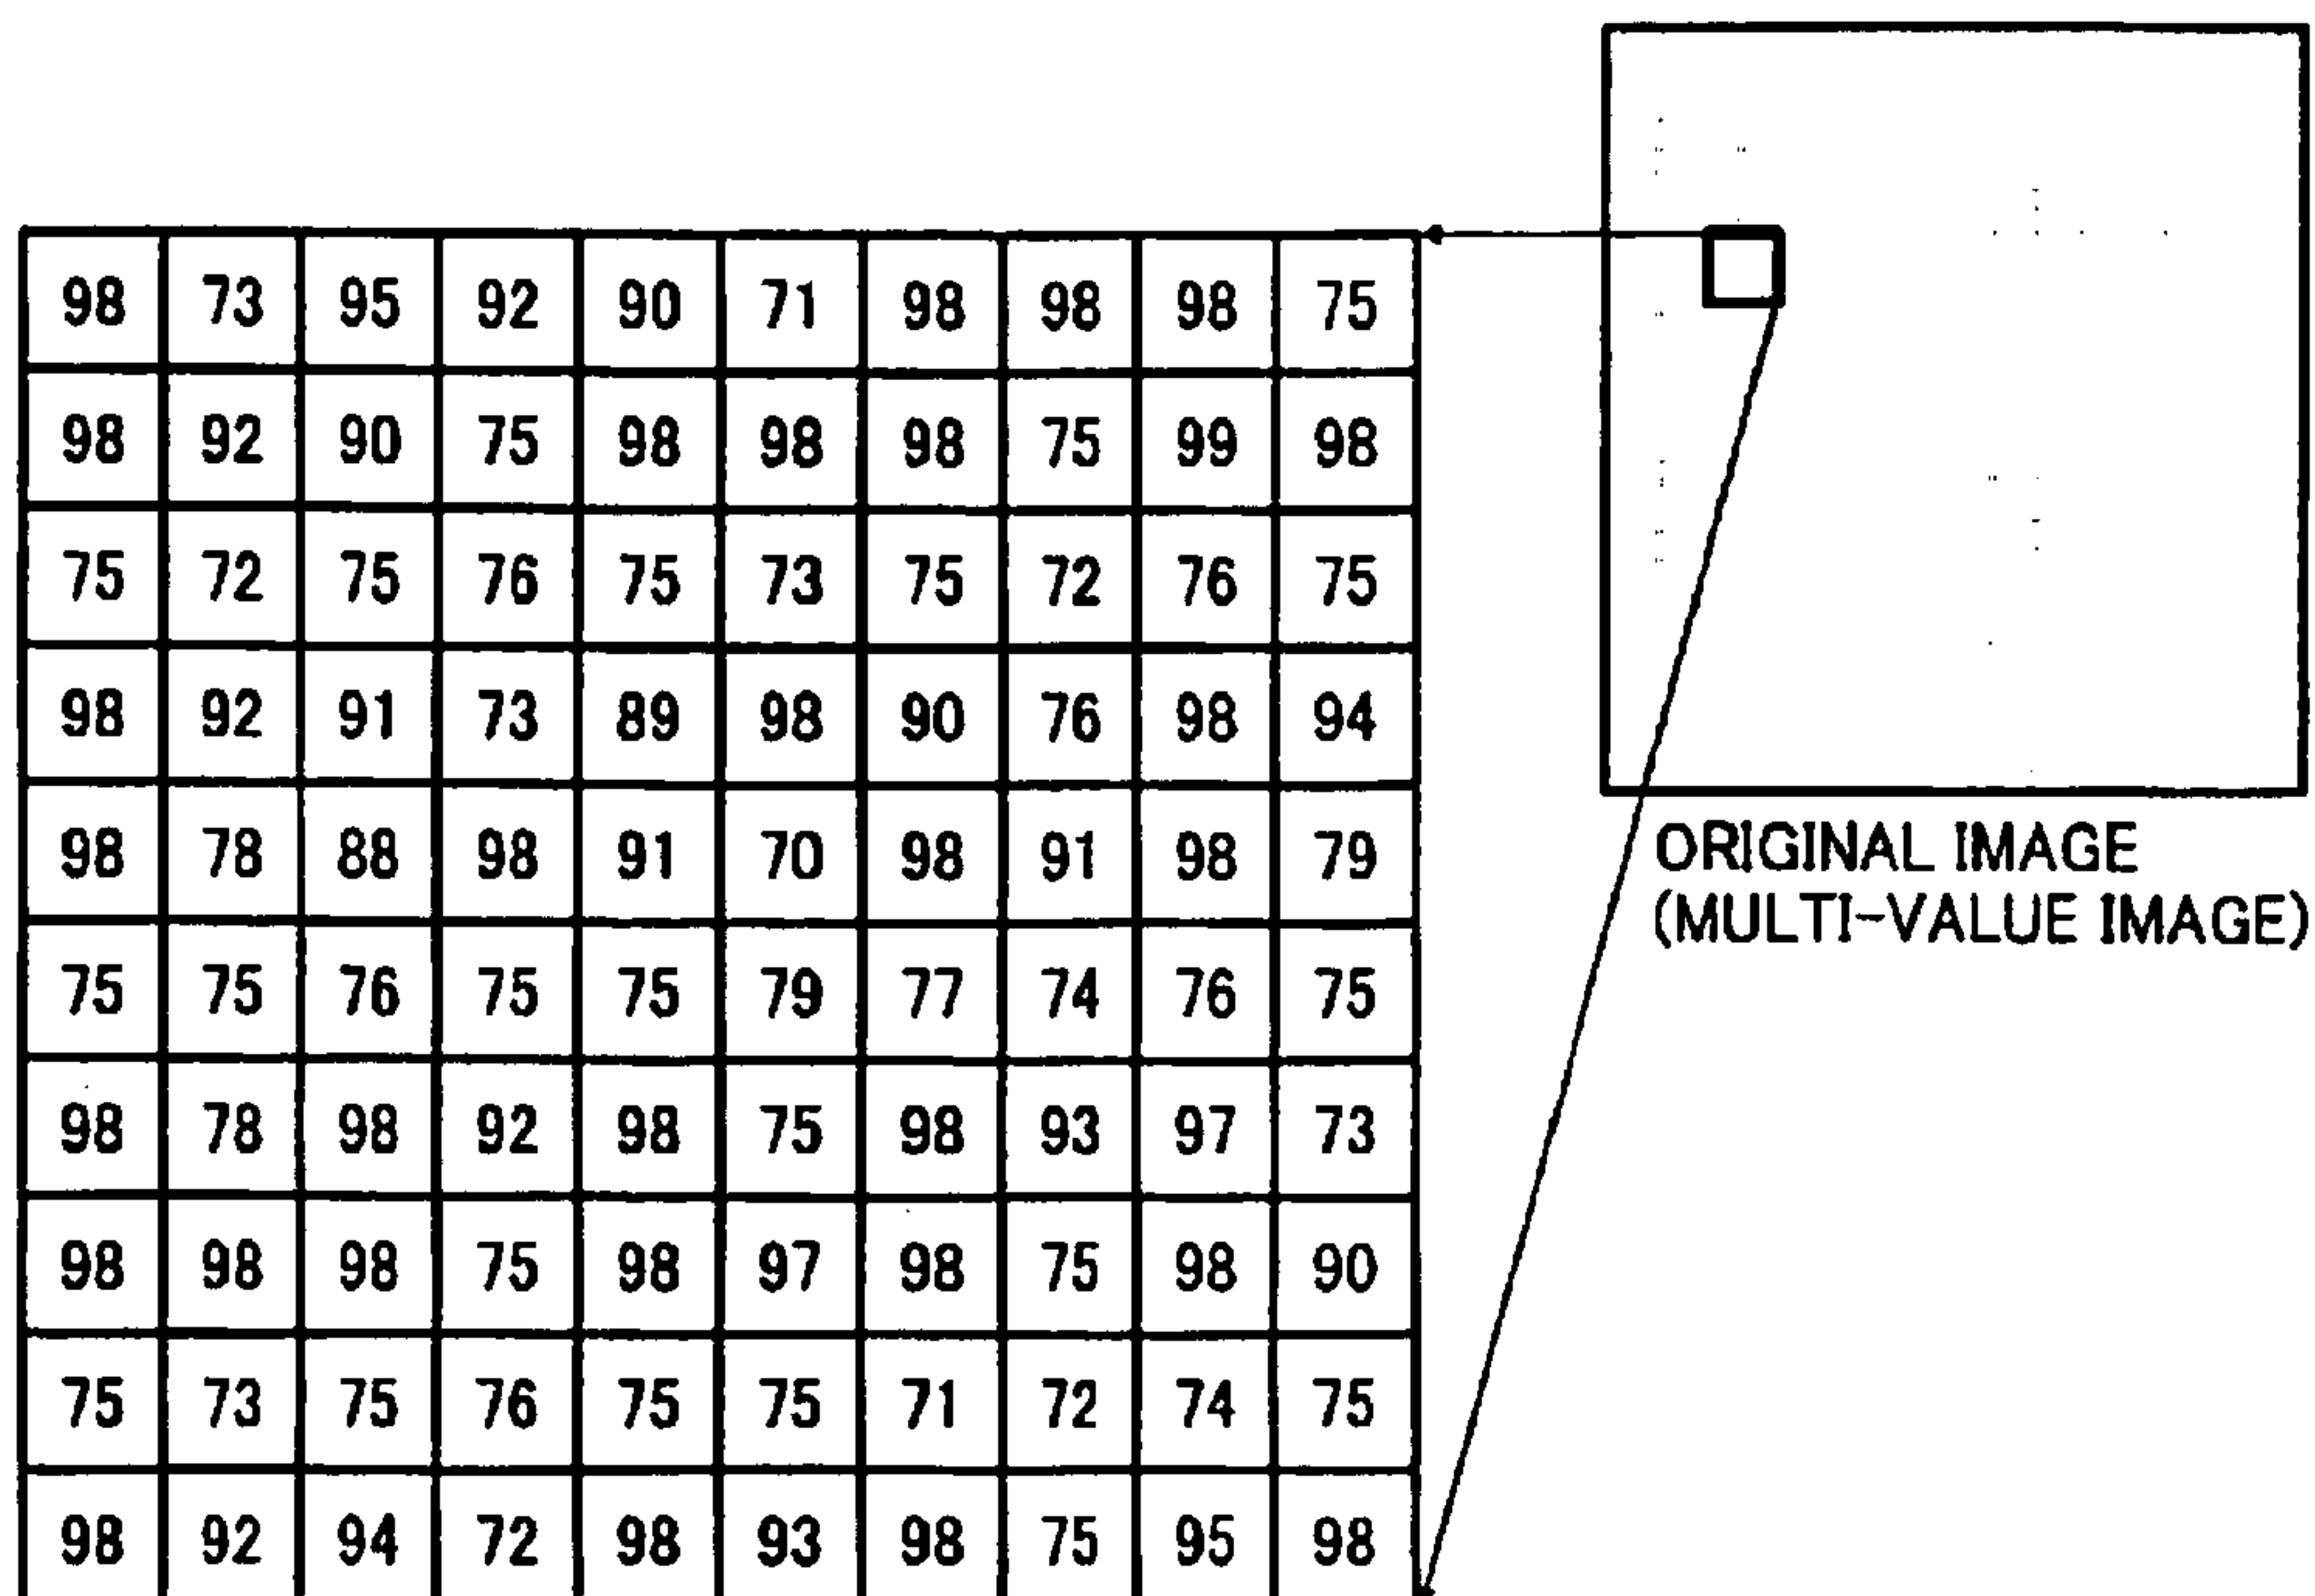 98 73 95 92 90 71 98 98 98 75
98 92 90 75 98 98 98 75 99 98
75 72 75 76 75 73 75 72 76 75
98 92 91 73 89 98 90 76 98 94
98 78 88 98 91 70 98 91 98 79
ORIGINAL IMAGE
(MULTI-VALUE IMAGE)
75 75 76 75 75 79 77 74 76 75
98 78 98 92 98 75 98 93 97 73
98 98 98 75 98 97 98 75 98 90
75 73 75 76 75 75 71 72 74 75
98 92 94 72 98 93 98 75 95 98